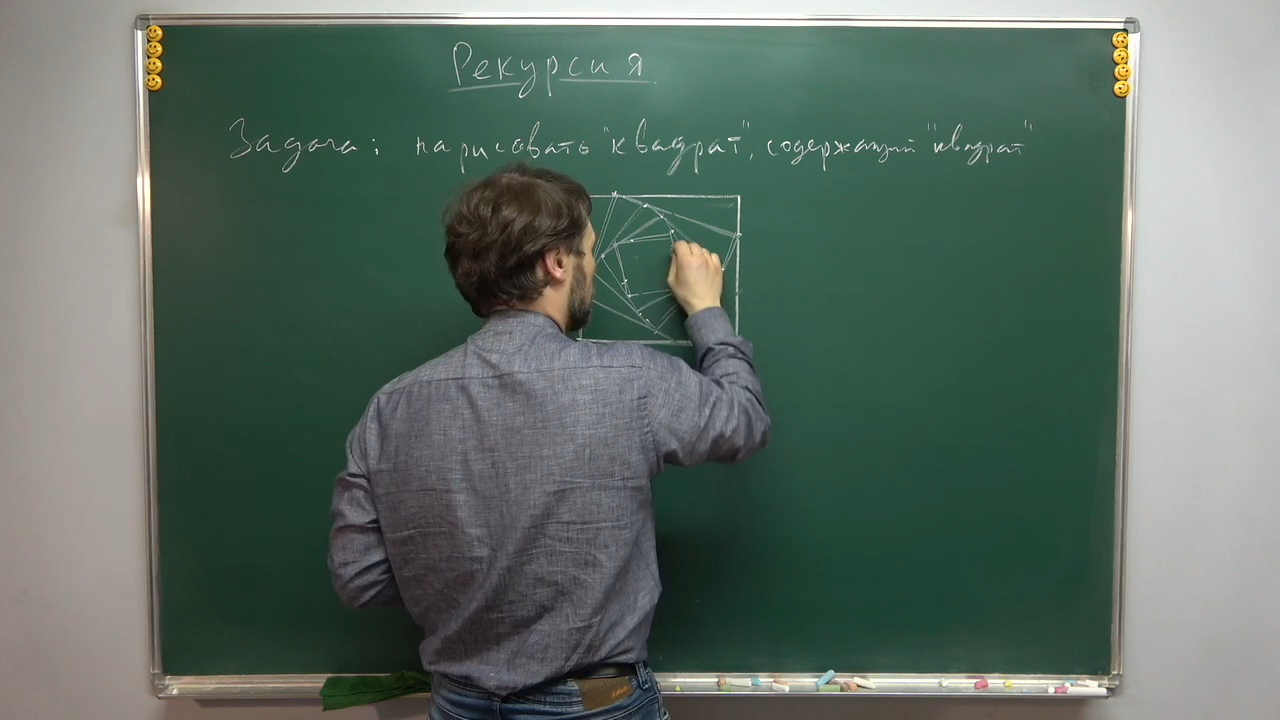 Рекурсия
Задача: нарисовать "квадрат", содержащий "квадрат"